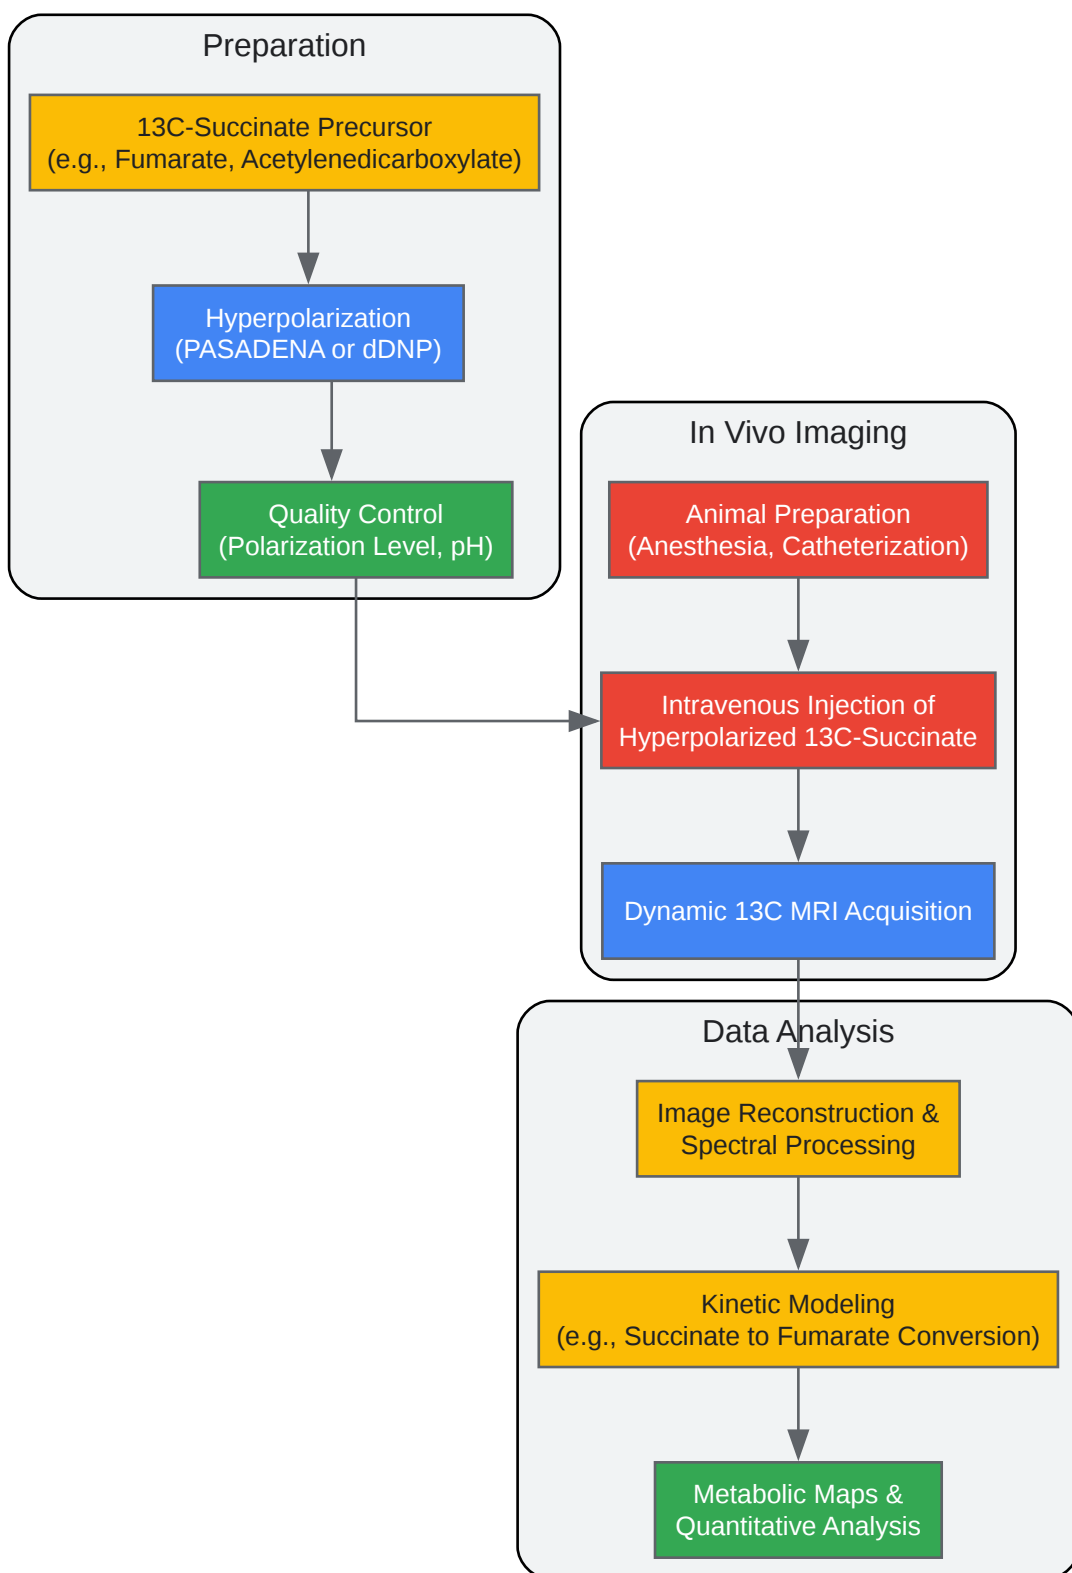 Preparation
13C-Succinate Precursor
(e.g., Fumarate, Acetylenedicarboxylate)
Hyperpolarization
(PASADENA or dDNP)
Quality Control
(Polarization Level, pH)
In Vivo Imaging
Animal Preparation
(Anesthesia, Catheterization)
Intravenous Injection of
Hyperpolarized 13C-Succinate
Dynamic 13C MRI Acquisition
Data Analysis
Image Reconstruction &
Spectral Processing
Kinetic Modeling
(e.g., Succinate to Fumarate Conversion)
Metabolic Maps &
Quantitative Analysis